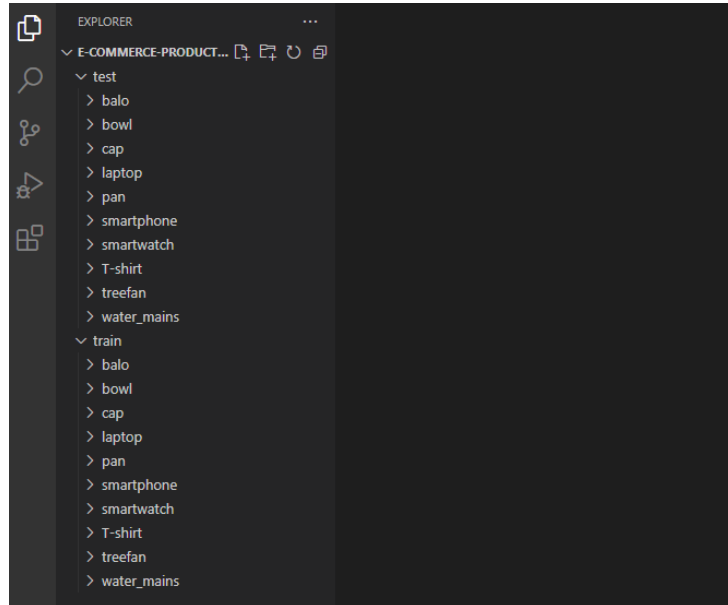 EXPLORER
E-COMMERCE-PRODUCT...
test
balo
bowl
cap
laptop
pan
smartphone
smartwatch
T-shirt
treefan
water_mains
train
balo
bowl
cap
laptop
pan
smartphone
smartwatch
T-shirt
treefan
water_mains